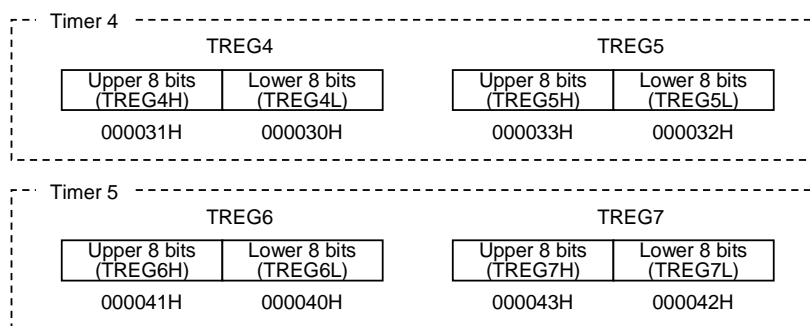 Timer 4
TREG4 TREG5
Upper 8 bits Lower 8 bits Upper 8 bits Lower 8 bits
(TREG4H) (TREG4L) (TREG5H) (TREG5L)
000031H 000030H 000033H 000032H
Timer 5
TREG6 TREG7
Upper 8 bits Lower 8 bits Upper 8 bits Lower 8 bits
(TREG6H) (TREG6L) (TREG7H) (TREG7L)
000041H 000040H 000043H 000042H